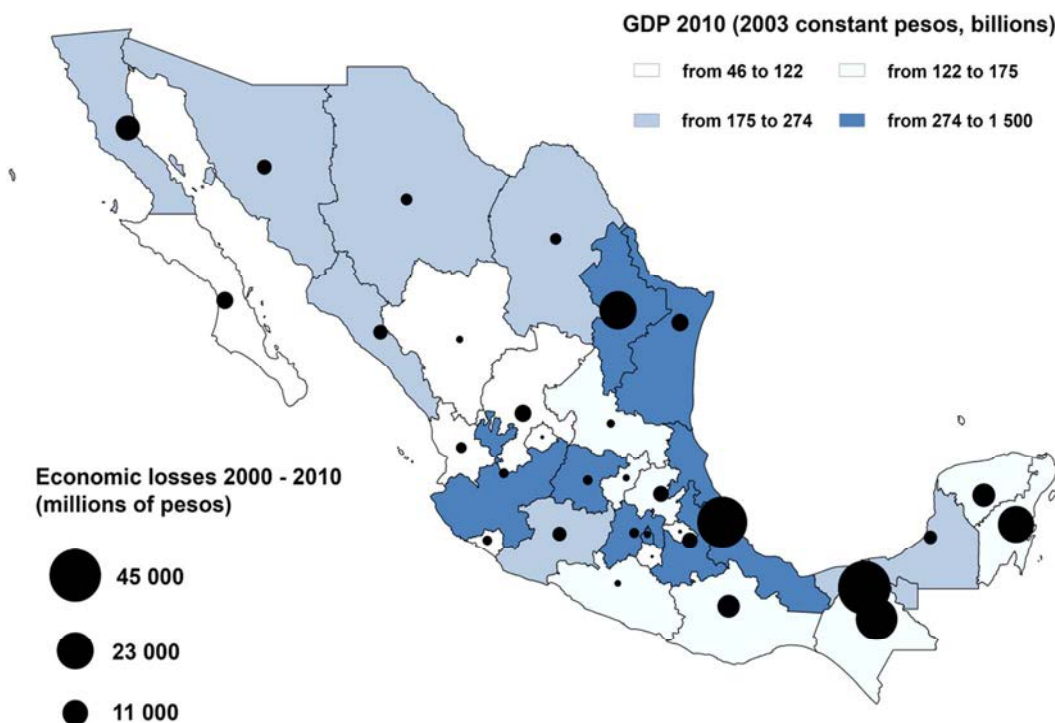 GDP 2010 (2003 constant pesos, billions)
from 46 to 122 from 122 to 175
from 175 to 274 from 274 to 1 500
Economic losses 2000 - 2010
(millions of pesos)
45 000
23 000
11 000